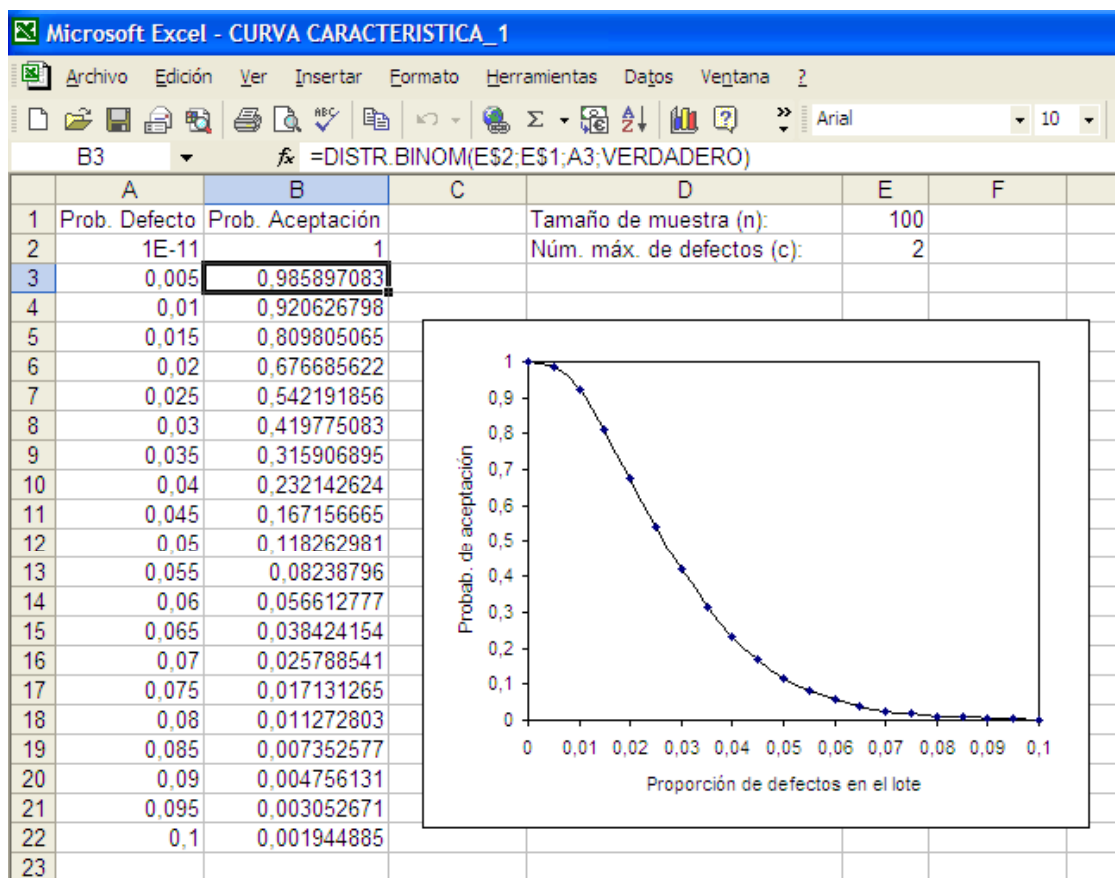 Microsoft Excel - CURVA CARACTERISTICA_1
Archivo Edición Ver Insertar Formato Herramientas Datos Ventana ?
Arial 10
B3 fx =DISTR.BINOM(E$2;E$1;A3;VERDADERO)
A B C D E F
1 Prob. Defecto Prob. Aceptación Tamaño de muestra (n): 100
2 1E-11 1 Núm. máx. de defectos (c): 2
3 0,005 0,985897083
4 0,01 0,920626798
5 0,015 0,809805065
6 0,02 0,676685622
7 0,025 0,542191856
8 0,03 0,419775083
9 0,035 0,315906895
10 0,04 0,232142624
11 0,045 0,167156665
12 0,05 0,118262981
13 0,055 0,08238796
14 0,06 0,056612777
15 0,065 0,038424154
16 0,07 0,025788541
17 0,075 0,017131265
18 0,08 0,011272803
19 0,085 0,007352577
20 0,09 0,004756131
21 0,095 0,003052671
22 0,1 0,001944885
23
Probab. de aceptación
1
0,9
0,8
0,7
0,6
0,5
0,4
0,3
0,2
0,1
0
0 0,01 0,02 0,03 0,04 0,05 0,06 0,07 0,08 0,09 0,1
Proporción de defectos en el lote